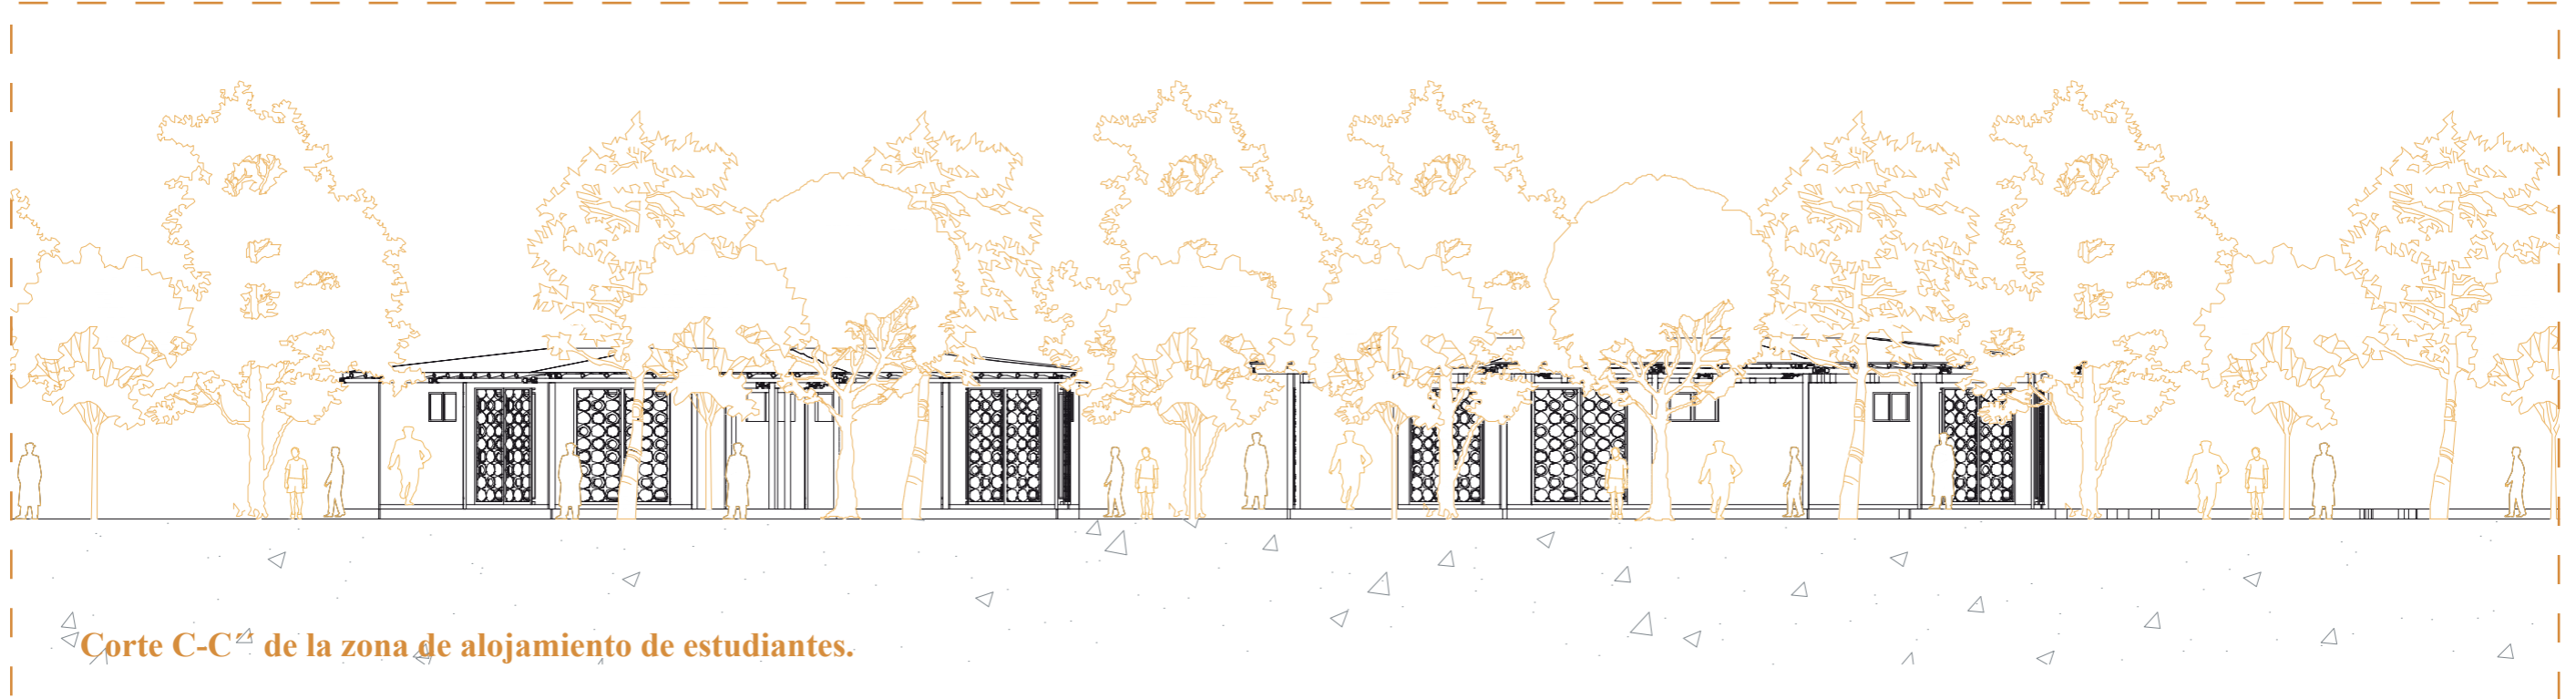 Corte C-C´´ de la zona de alojamiento de estudiantes.